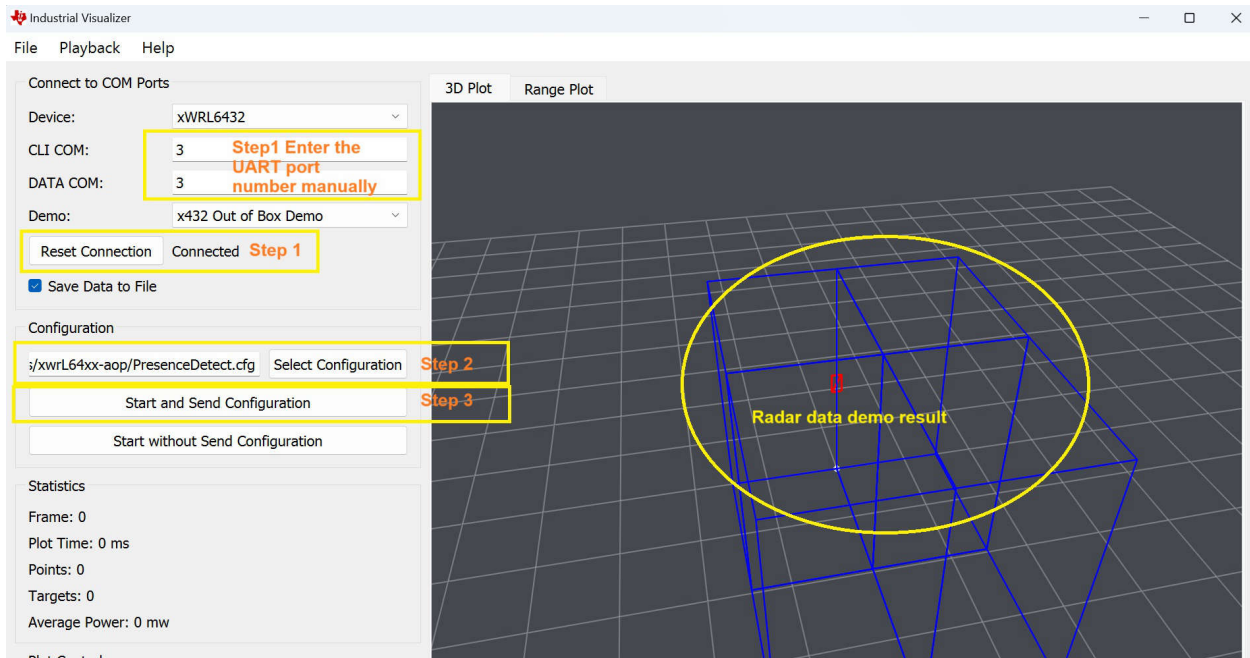 Industrial Visualizer
File Playback Help
Connect to COM Ports
Device: xWRL6432
CLI COM: 3
DATA COM: 3
Step1 Enter the
UART port
number manually
Demo: x432 Out of Box Demo
Reset Connection Connected Step 1
Save Data to File
Configuration
;/xwrL64xx-aop/PresenceDetect.cfg Select Configuration Step 2
Start and Send Configuration Step 3
Start without Send Configuration
Statistics
Frame: 0
Plot Time: 0 ms
Points: 0
Targets: 0
Average Power: 0 mw
3D Plot Range Plot
Radar data demo result